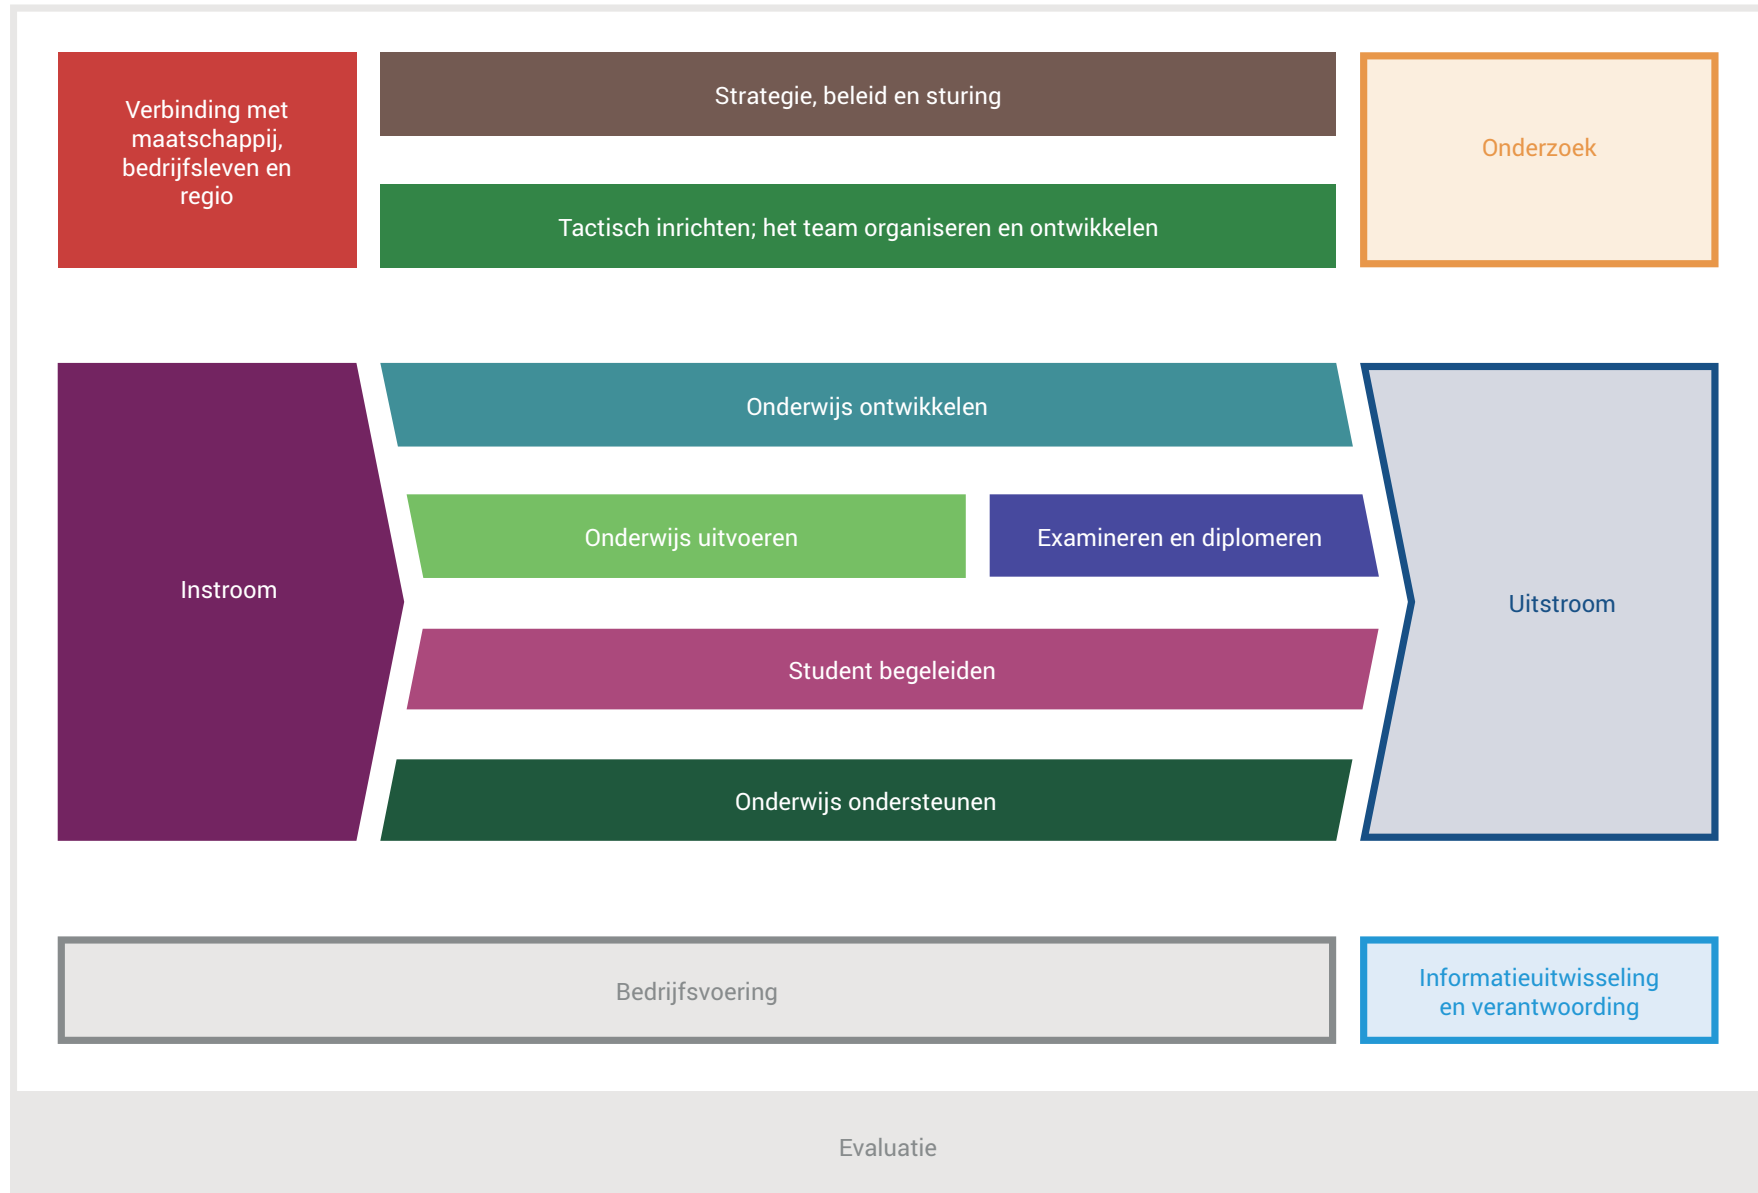 Verbinding met
maatschappij,
bedrijfsleven en
regio
Strategie, beleid en sturing
Tactisch inrichten; het team organiseren en ontwikkelen
Onderzoek
Instroom
Onderwijs ontwikkelen
Onderwijs uitvoeren
Examineren en diplomeren
Student begeleiden
Onderwijs ondersteunen
Uitstroom
Bedrijfsvoering
Informatieuitwisseling
en verantwoording
Evaluatie